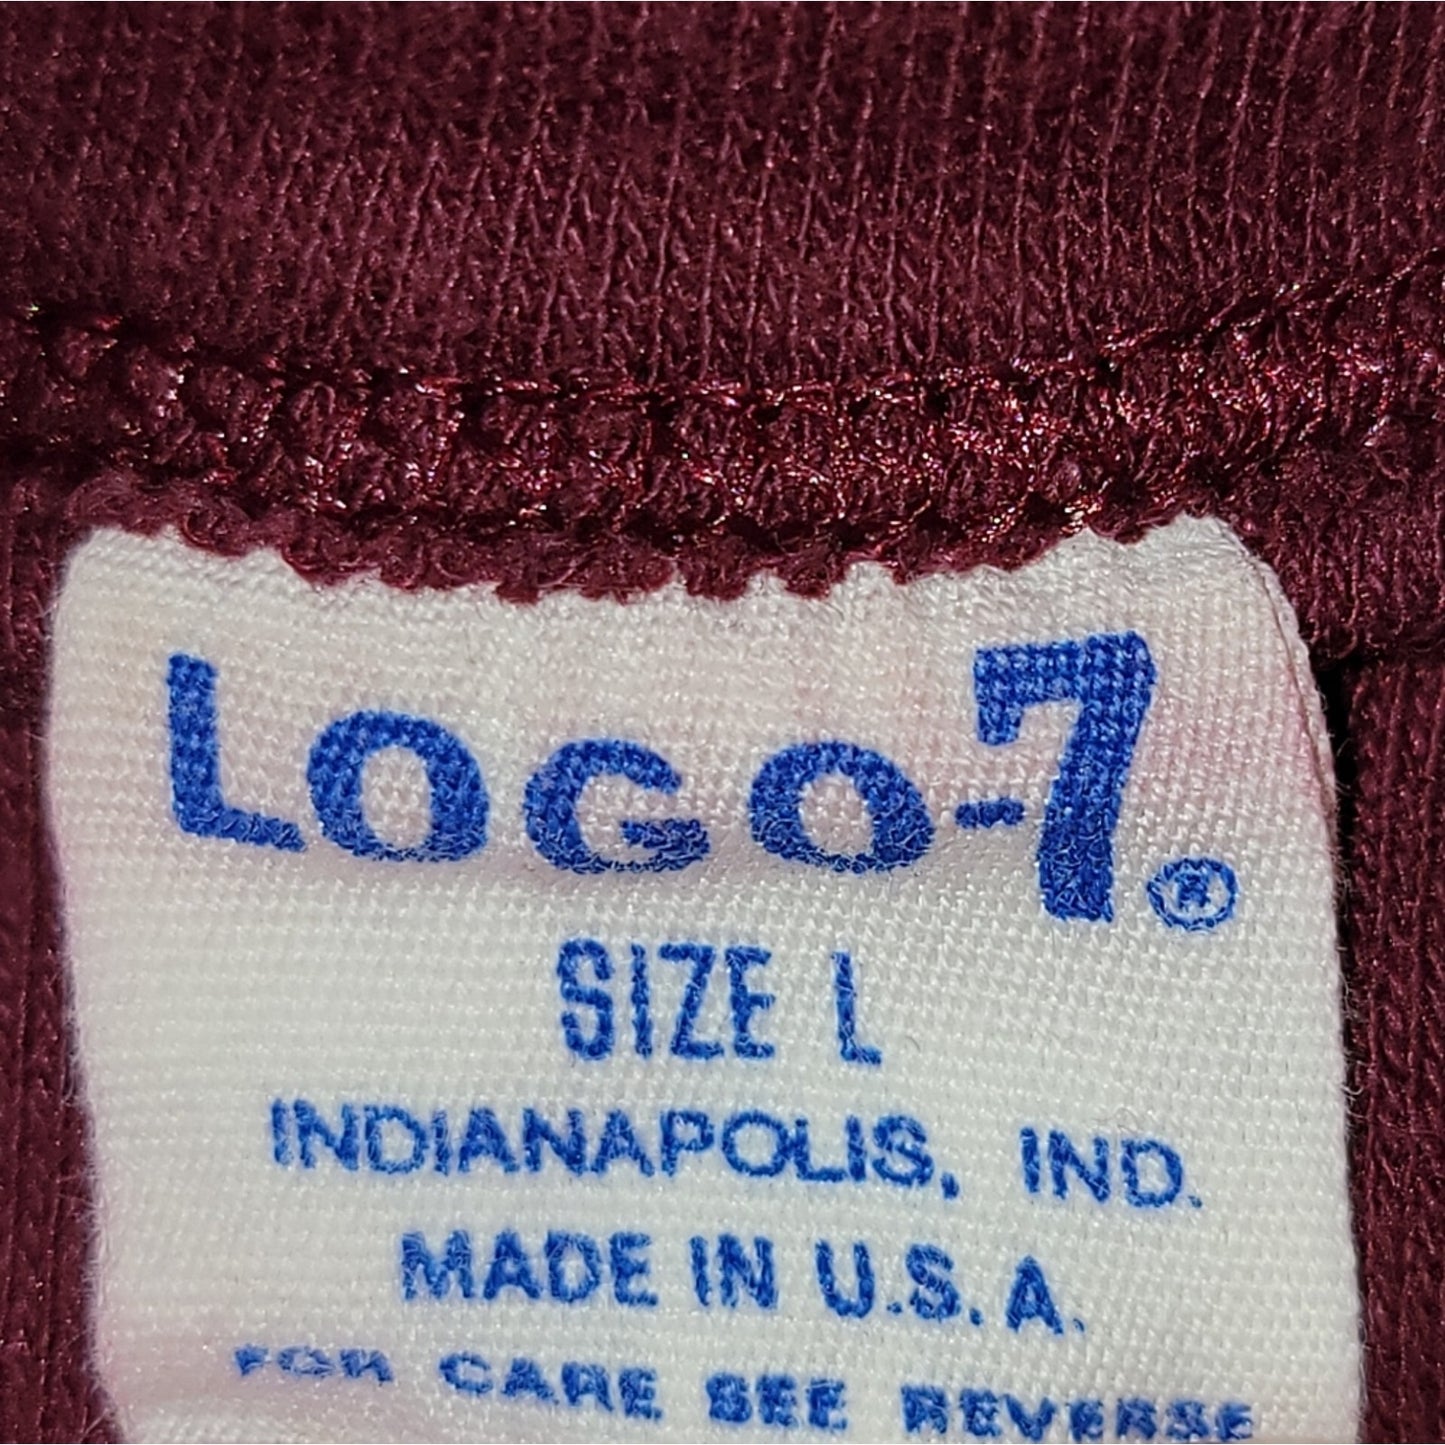 LOGO-7®
SIZE L
INDIANAPOLIS, IND.
MADE IN U.S.A.
FOR CARE SEE REVERSE